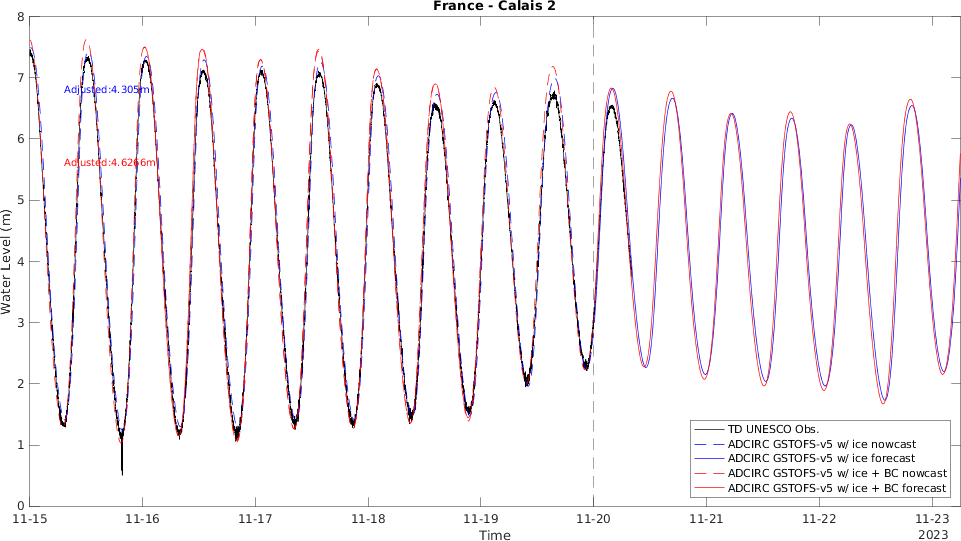 France - Calais 2
8
7
6
5
4
3
2
1
0
Water Level (m)
Adjusted:4.305m
Adjusted:4.6266m
TD UNESCO Obs.
ADCIRC GSTOFS-v5 w/ ice nowcast
ADCIRC GSTOFS-v5 w/ ice forecast
ADCIRC GSTOFS-v5 w/ ice + BC nowcast
ADCIRC GSTOFS-v5 w/ ice + BC forecast
11-15 11-16 11-17 11-18 11-19 11-20 11-21 11-22 11-23
Time
2023